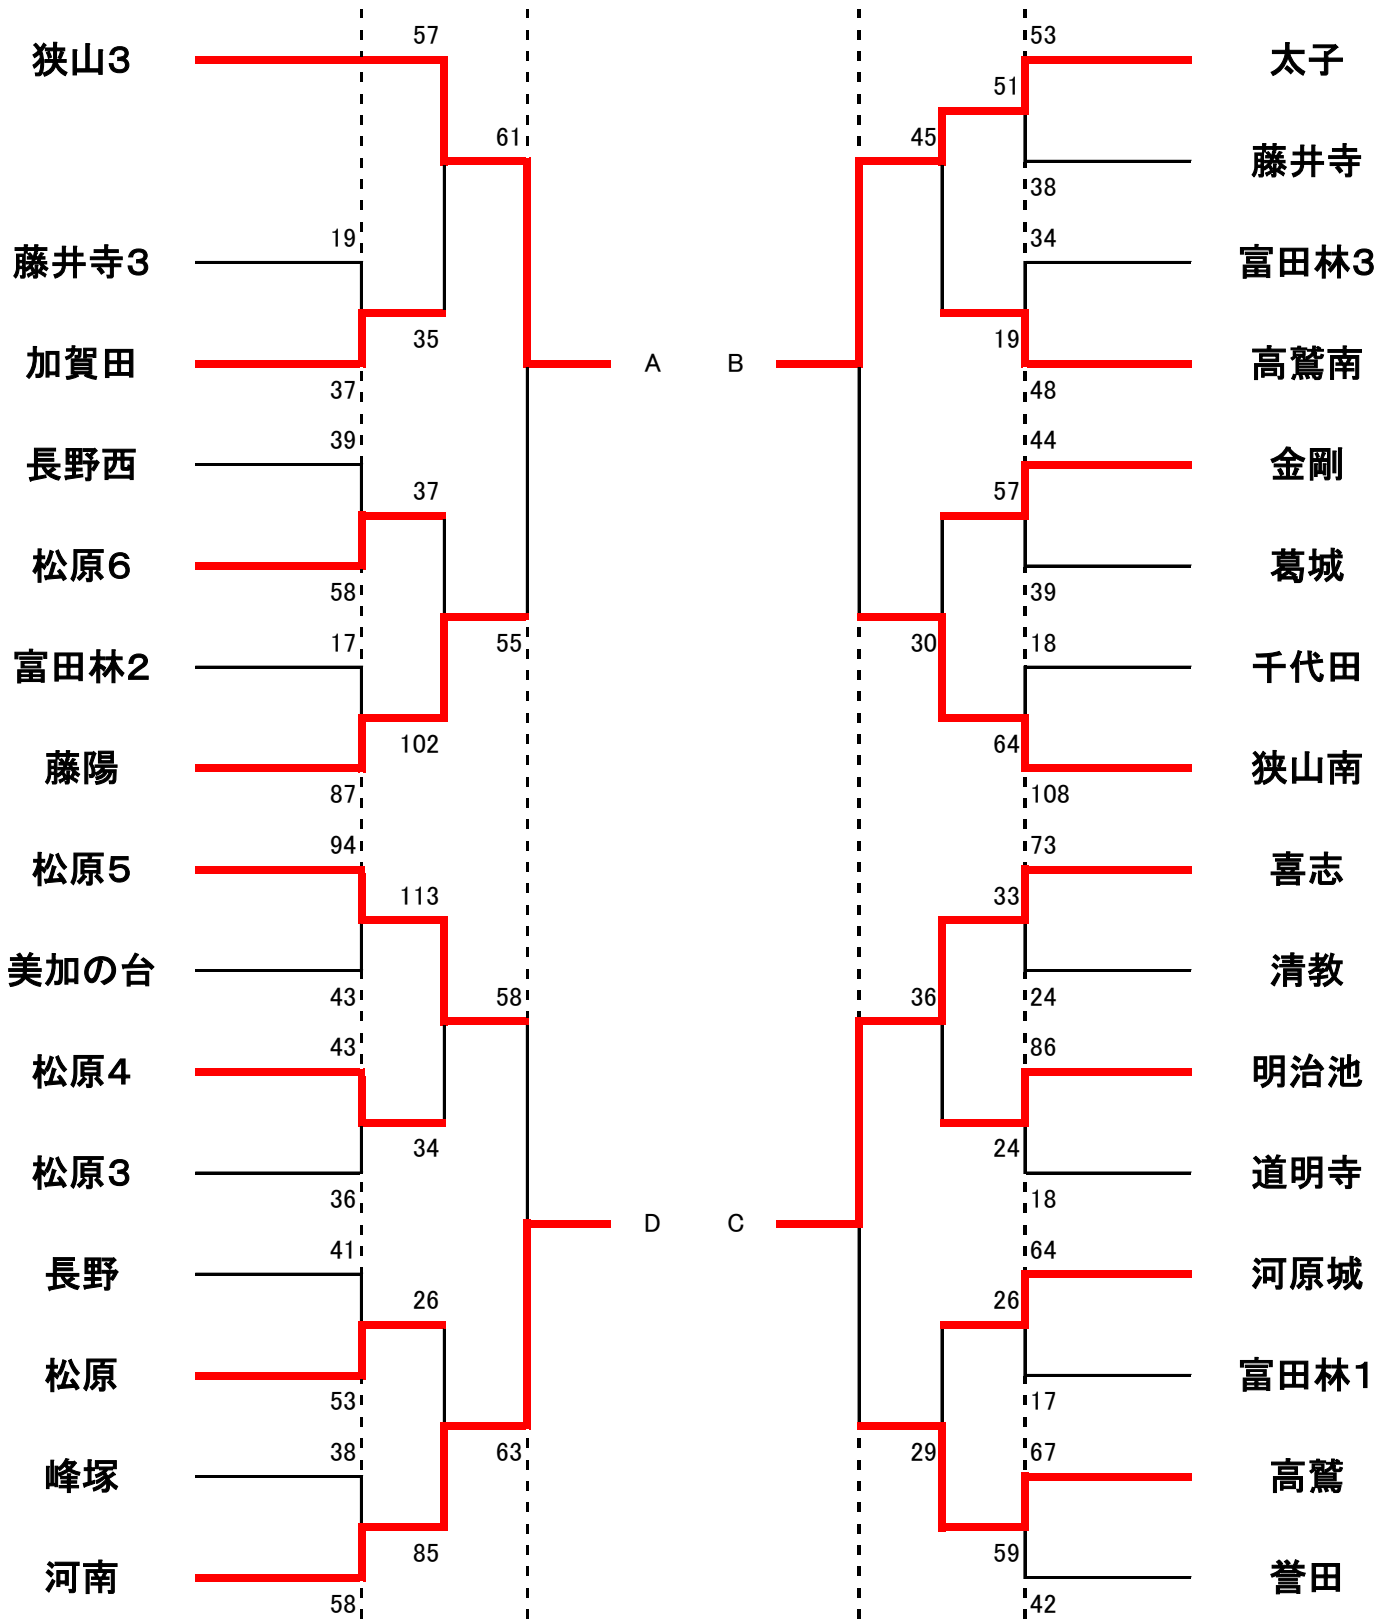 57
53
狭山3
太子
51
61
45
藤井寺
38
19
34
藤井寺3
富田林3
35
19
加賀田
A
B
高鷲南
37
48
39
44
長野西
金剛
37
57
松原6
葛城
58
39
17
55
30
18
富田林2
千代田
102
64
藤陽
狭山南
87
108
94
73
松原5
喜志
113
33
美加の台
清教
43
58
36
24
43
86
松原4
明治池
34
24
松原3
道明寺
36
18
D
C
41
64
長野
河原城
26
26
松原
富田林1
53
17
38
63
29
67
峰塚
高鷲
85
59
河南
誉田
58
42